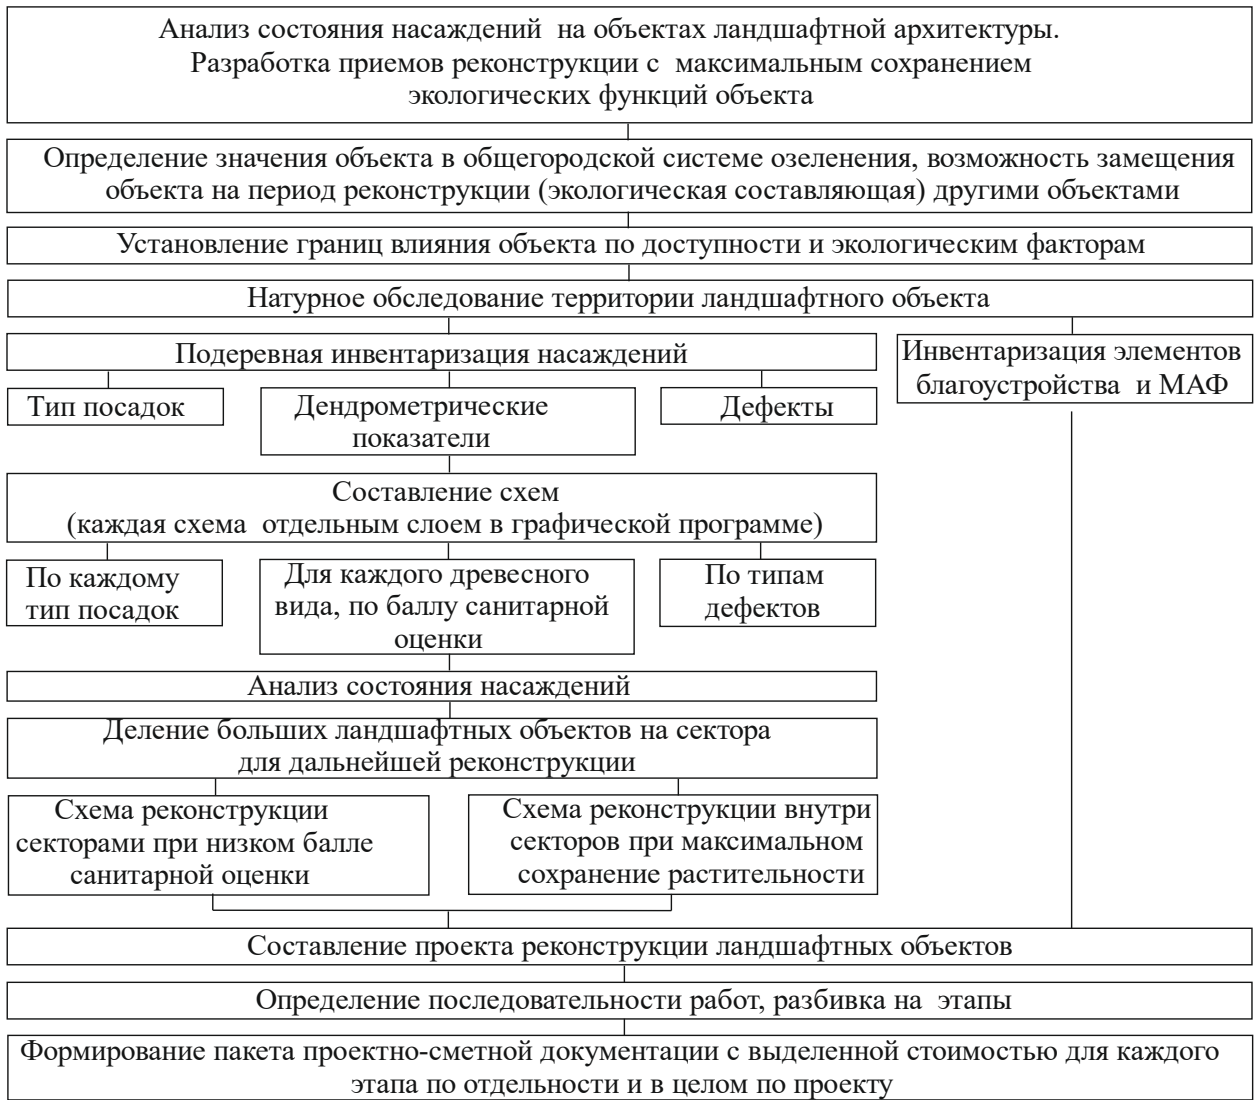 Анализ состояния насаждений на объектах ландшафтной архитектуры.
Разработка приемов реконструкции с максимальным сохранением
экологических функций объекта
Определение значения объекта в общегородской системе озеленения, возможность замещения
объекта на период реконструкции (экологическая составляющая) другими объектами
Установление границ влияния объекта по доступности и экологическим факторам
Натурное обследование территории ландшафтного объекта
Подеревная инвентаризация насаждений
Инвентаризация элементов
благоустройства и МАФ
Тип посадок
Дендрометрические
показатели
Дефекты
Составление схем
(каждая схема отдельным слоем в графической программе)
По каждому
тип посадок
Для каждого древесного
вида, по баллу санитарной
оценки
По типам
дефектов
Анализ состояния насаждений
Деление больших ландшафтных объектов на сектора
для дальнейшей реконструкции
Схема реконструкции
секторами при низком балле
санитарной оценки
Схема реконструкции внутри
секторов при максимальном
сохранение растительности
Составление проекта реконструкции ландшафтных объектов
Определение последовательности работ, разбивка на этапы
Формирование пакета проектно-сметной документации с выделенной стоимостью для каждого
этапа по отдельности и в целом по проекту